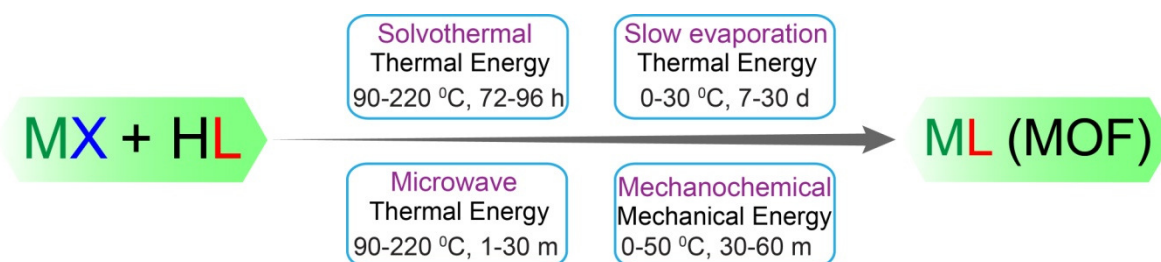 MX + HL
Solvothermal
Thermal Energy
90-220 ⁰C, 72-96 h
Slow evaporation
Thermal Energy
0-30 ⁰C, 7-30 d
Microwave
Thermal Energy
90-220 ⁰C, 1-30 m
Mechanochemical
Mechanical Energy
0-50 ⁰C, 30-60 m
ML (MOF)